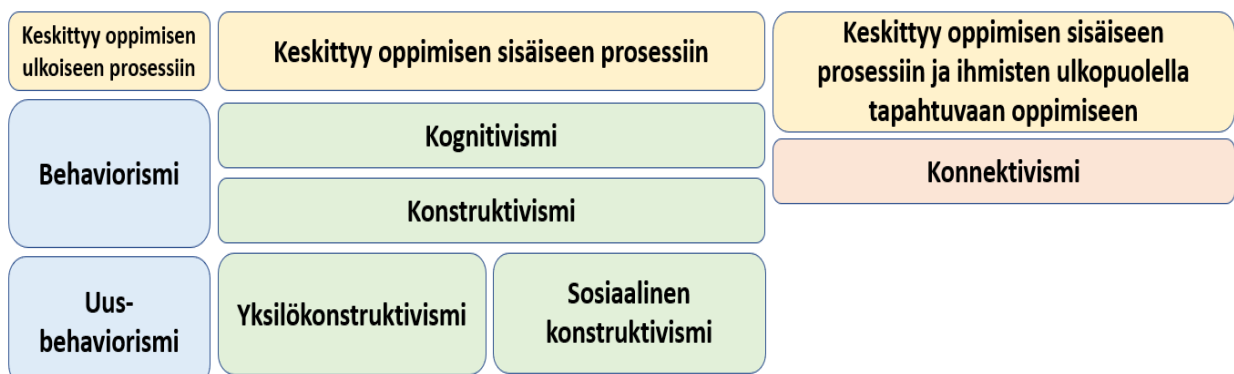 Keskittyy oppimisen
ulkoiseen prosessiin
Keskittyy oppimisen sisäiseen prosessiin
Keskittyy oppimisen sisäiseen
prosessiin ja ihmisten ulkopuolella
tapahtuvaan oppimiseen
Behaviorismi
Kognitivismi
Konnektivismi
Konstruktivismi
Uus-
behaviorismi
Yksilökonstruktivismi
Sosiaalinen
konstruktivismi